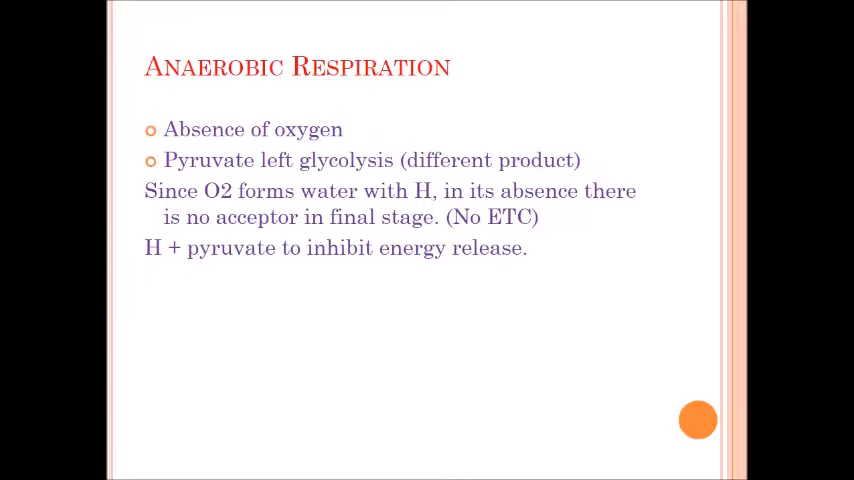 ANAEROBIC RESPIRATION
Absence of oxygen
Pyruvate left glycolysis (different product)
Since O2 forms water with H, in its absence there
is no acceptor in final stage. (No ETC)
H + pyruvate to inhibit energy release.